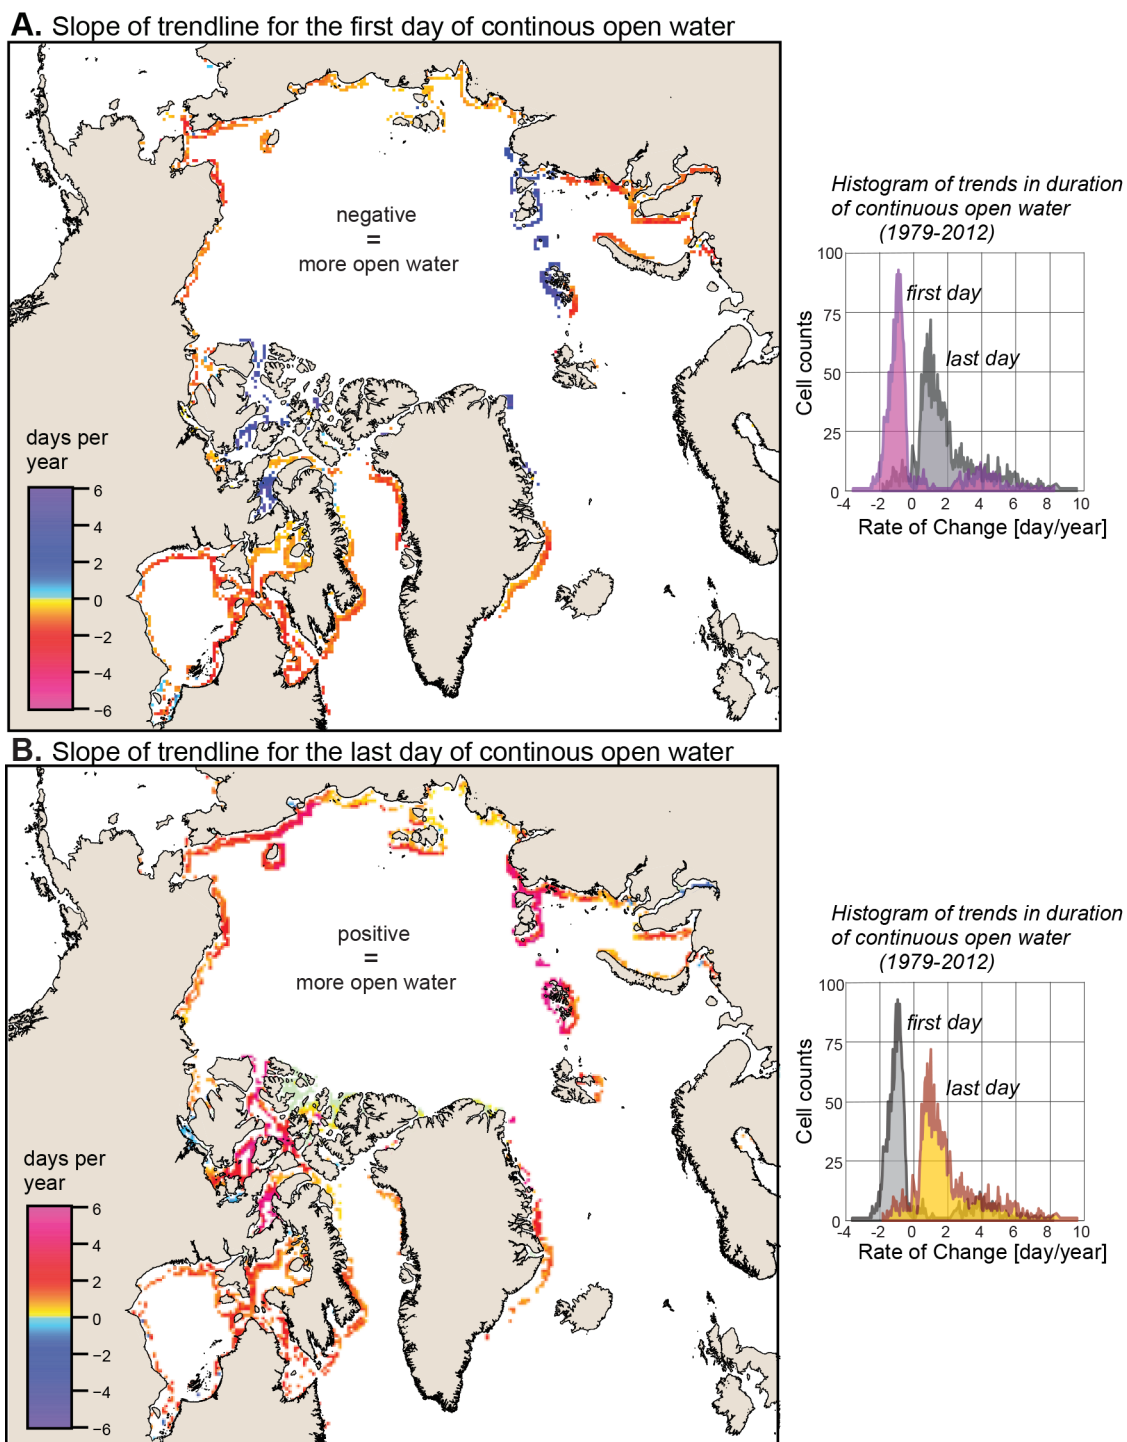 A. Slope of trendline for the first day of continous open water
negative
=
more open water
days per
year
6
4
2
0
−2
−4
−6
Histogram of trends in duration
of continuous open water
(1979-2012)
100
75
50
25
0
Cell counts
first day
last day
-4 -2 0 2 4 6 8 10
Rate of Change [day/year]
B. Slope of trendline for the last day of continous open water
positive
=
more open water
days per
year
6
4
2
0
−2
−4
−6
Histogram of trends in duration
of continuous open water
(1979-2012)
100
75
50
25
0
Cell counts
first day
last day
-4 -2 0 2 4 6 8 10
Rate of Change [day/year]